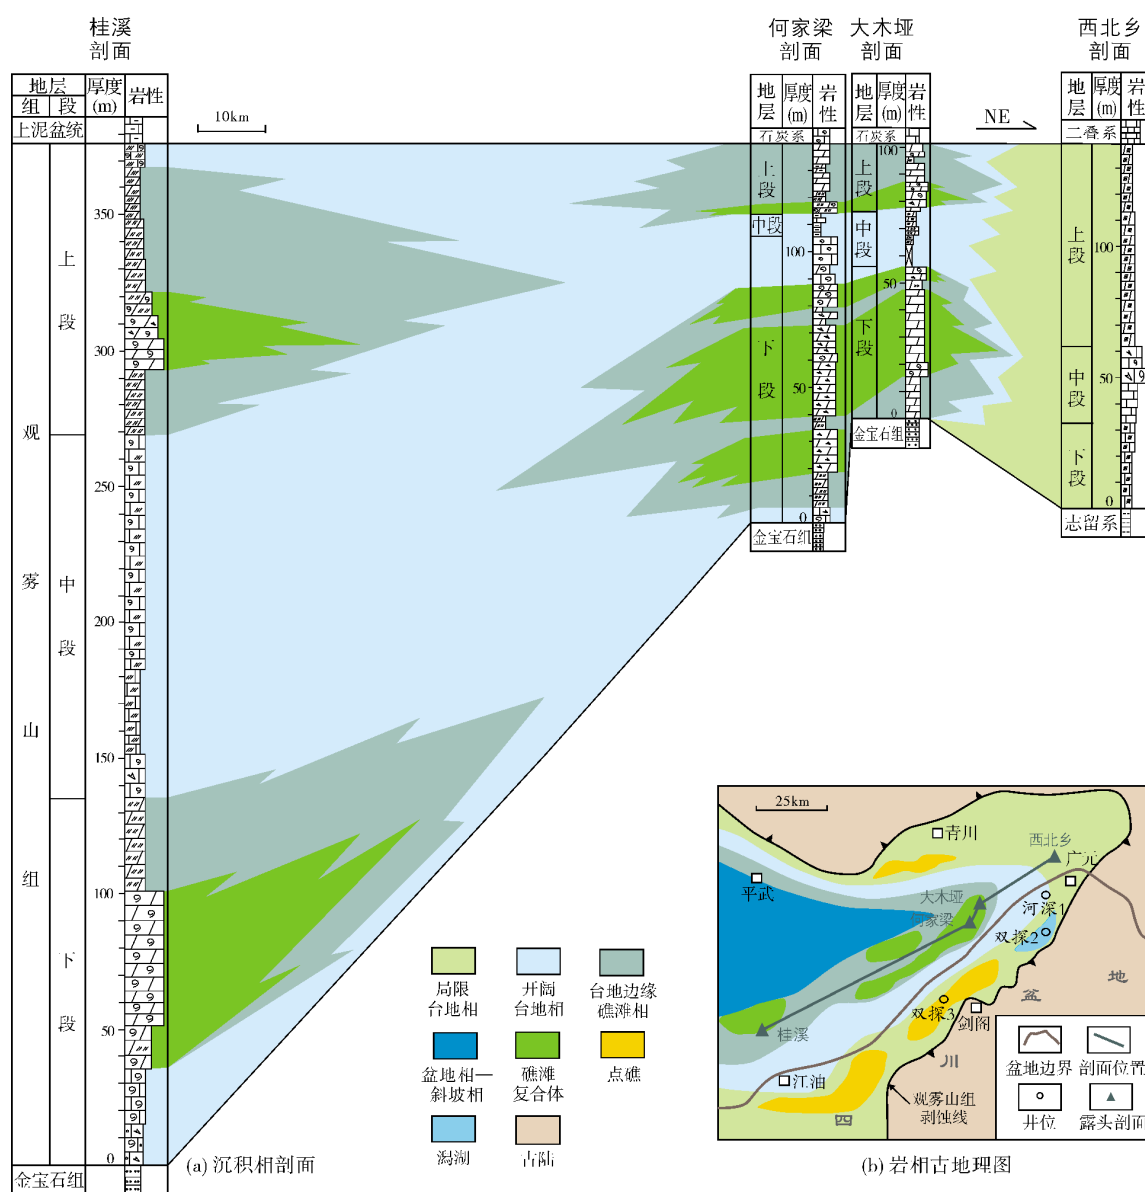 桂溪
剖面
何家梁
剖面
大木垭
剖面
西北乡
剖面
地层
组
段
厚度
(m)
岩性
上泥盆统
观
雾
山
组
上
段
中
段
下
段
350
300
250
200
150
100
50
0
金宝石组
10km
地层
厚度
(m)
岩性
石炭系
上段
中段
下段
100
50
0
金宝石组
地层
厚度
(m)
岩性
石炭系
上段
中段
下段
100
50
0
金宝石组
NE
地层
厚度
(m)
岩性
二叠系
上段
中段
下段
100
50
0
志留系
局限
台地相
开阔
台地相
台地边缘
礁滩相
盆地相—
斜坡相
礁滩
复合体
点礁
潟湖
古陆
(a) 沉积相剖面
25km
青川
西北乡
广元
平武
大木垭
何家梁
河深1
双探2
双探3
剑阁
桂溪
江油
四
川
盆
地
观雾山组
剥蚀线
盆地边界
剖面位置
井位
露头剖面
(b) 岩相古地理图